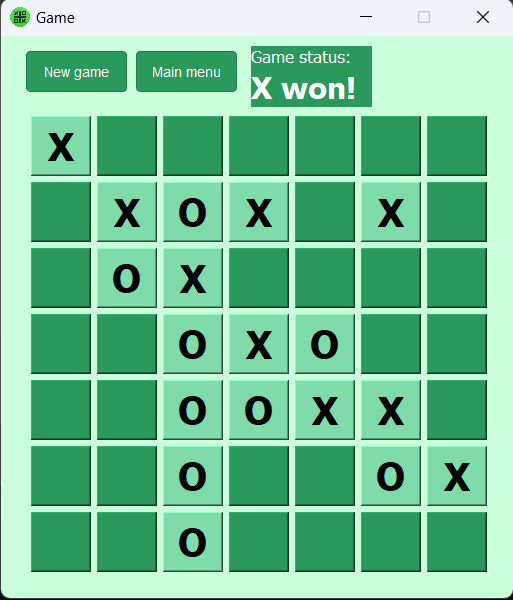 Game
New game Main menu Game status:
X won!
X
X O X X
O X
O X O
O O X X
O O X
O